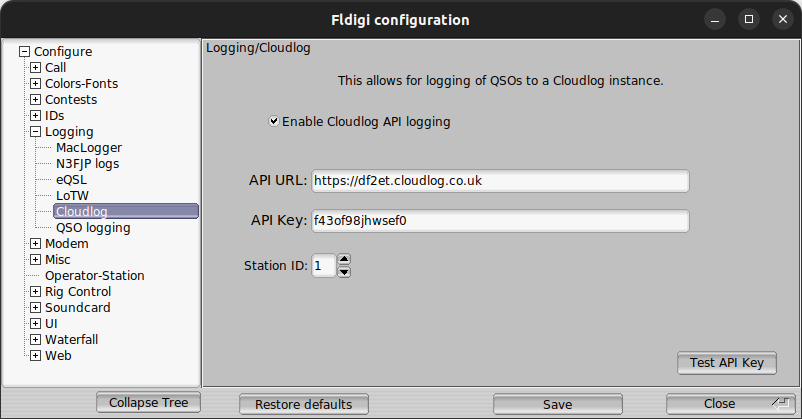 Fldigi configuration
Configure
Call
Colors-Fonts
Contests
IDs
Logging
MacLogger
N3FJP logs
eQSL
LoTW
Cloudlog
QSO logging
Modem
Misc
Operator-Station
Rig Control
Soundcard
UI
Waterfall
Web
Collapse Tree
Logging/Cloudlog
This allows for logging of QSOs to a Cloudlog instance.
Enable Cloudlog API logging
API URL: https://df2et.cloudlog.co.uk
API Key: f43of98jhwsef0
Station ID: 1
Test API Key
Restore defaults
Save
Close